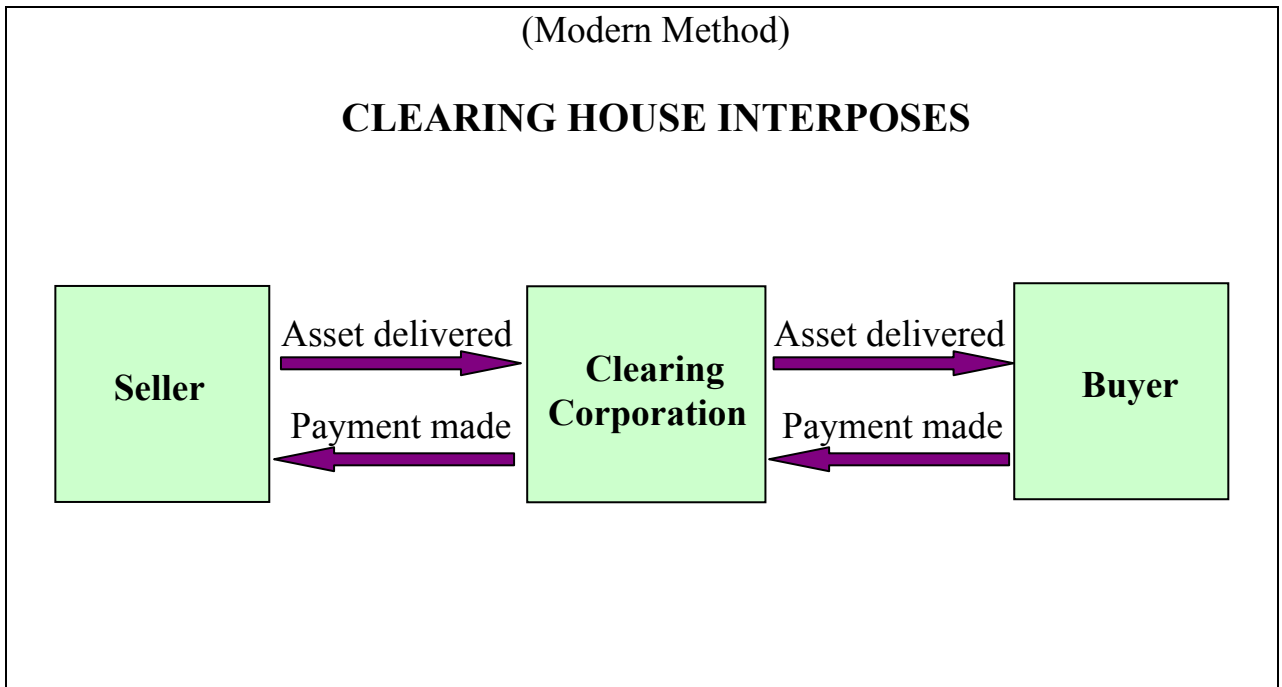 (Modern Method)
CLEARING HOUSE INTERPOSES
Seller
Asset delivered
Payment made
Clearing
Corporation
Asset delivered
Payment made
Buyer